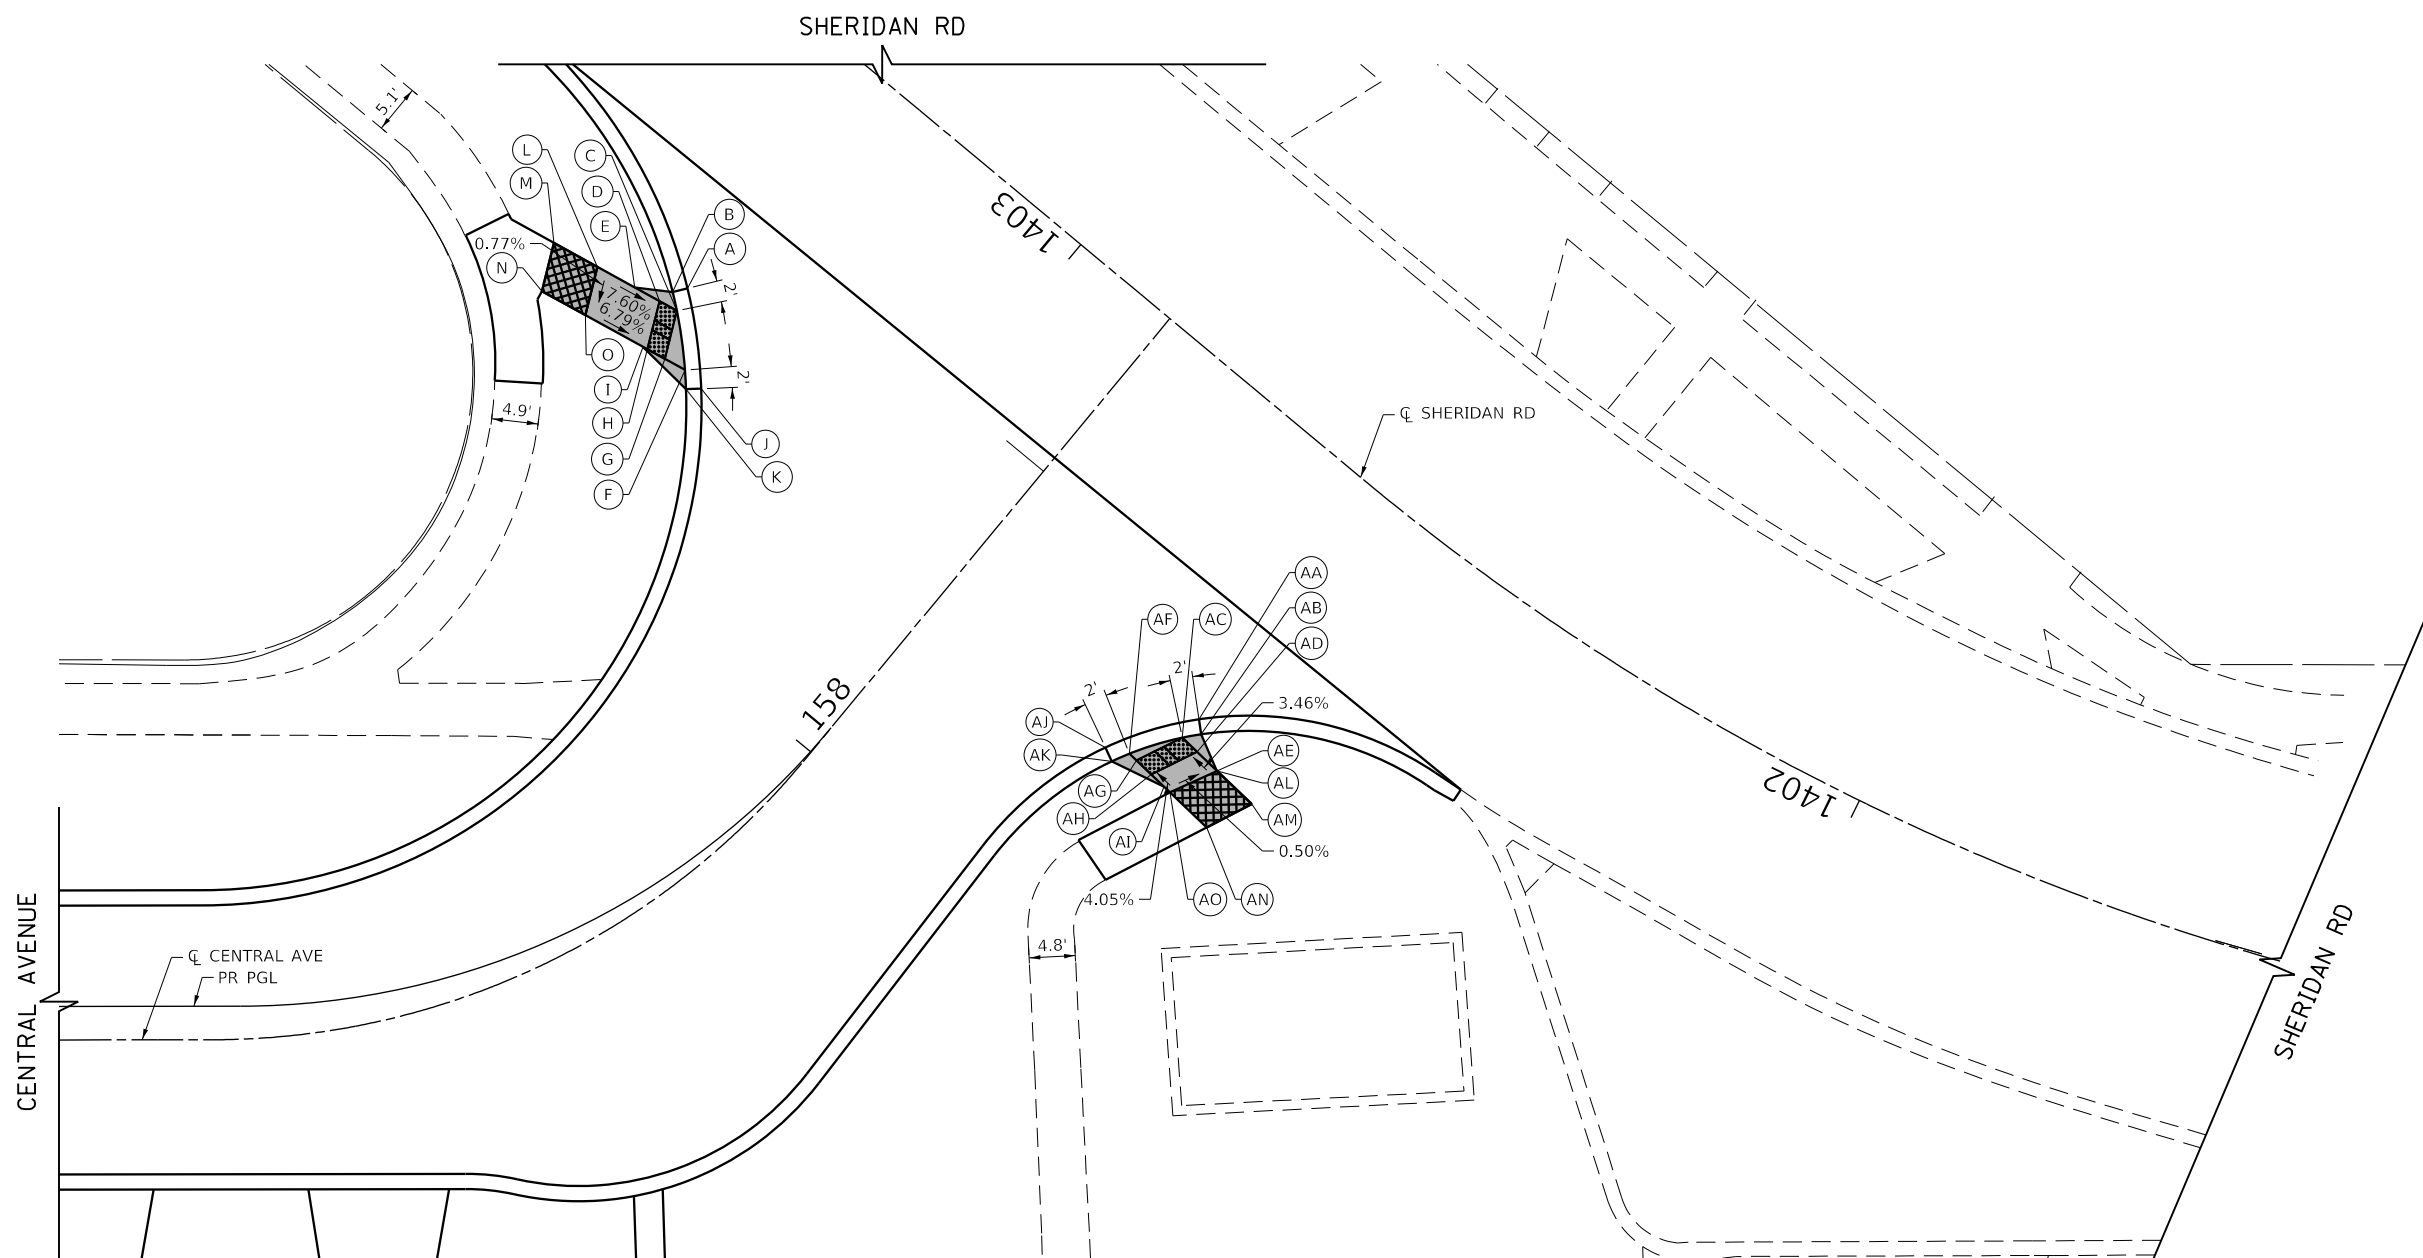 SHERIDAN RD
5.1'
L
C
M
D
B
E
A
0.77%
N
2'
7.60%
6.79%
O
I
2'
4.9'
H
J
G
K
F
1403
℄ SHERIDAN RD
AA
AB
AF
AC
AD
2'
2'
158
3.46%
AJ
AK
AE
AL
AG
AH
AM
AI
0.50%
4.05%
AO
AN
1402
4.8'
℄ CENTRAL AVE
PR PGL
CENTRAL AVENUE
SHERIDAN RD